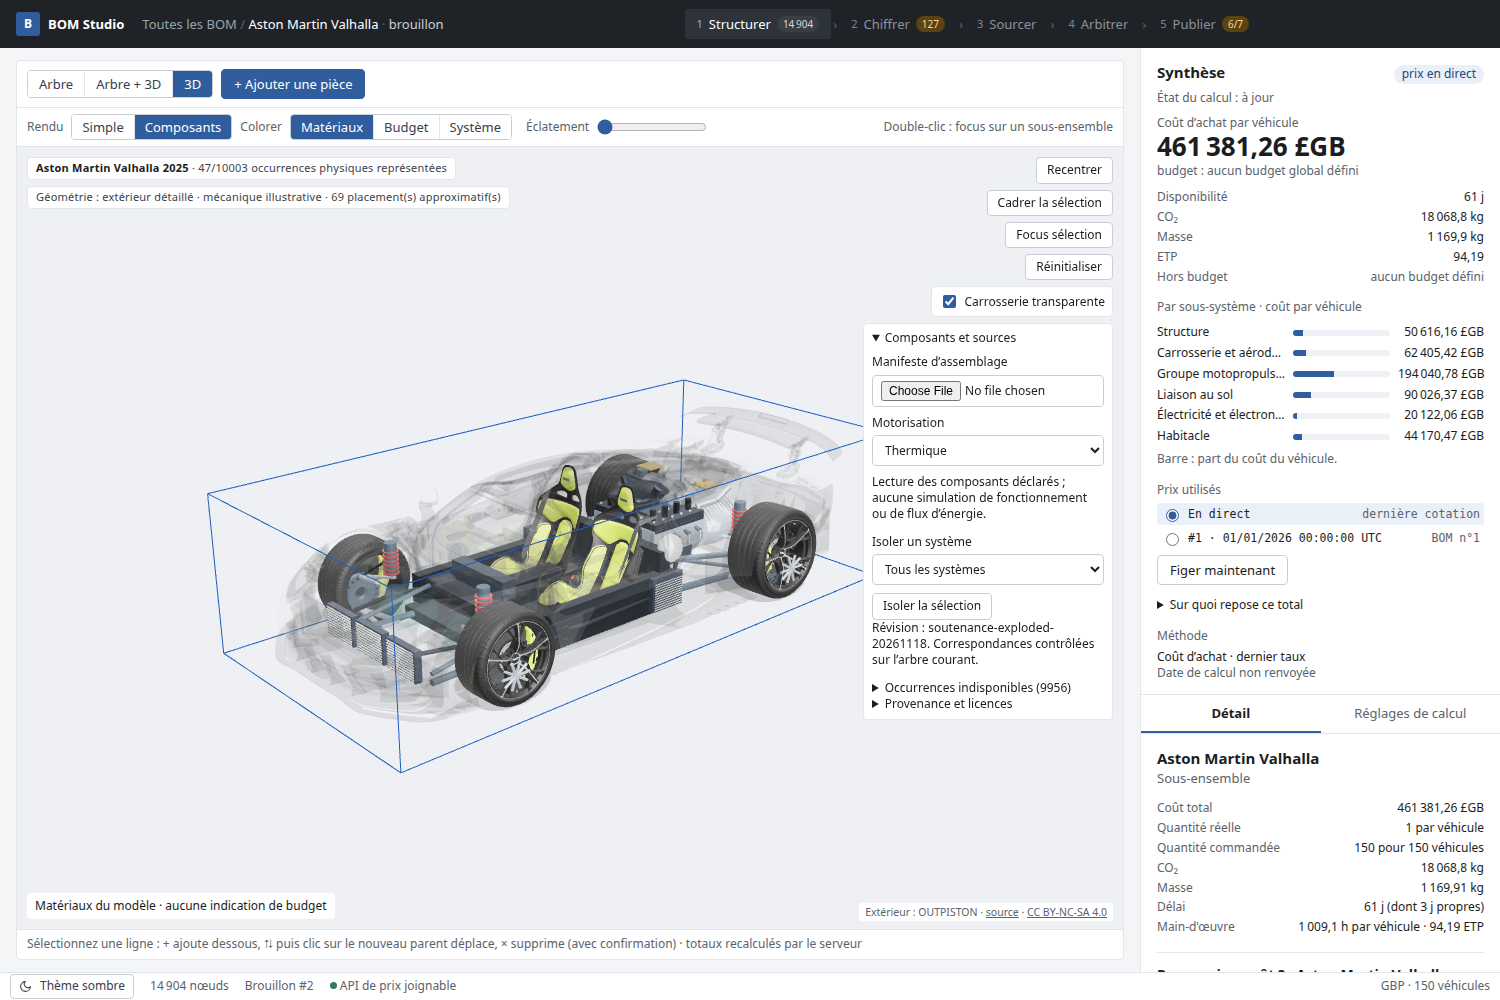 B BOM Studio Toutes les BOM / Aston Martin Valhalla · brouillon 1 Structurer 14 904 › 2 Chiffrer 127 › 3 Sourcer › 4 Arbitrer › 5 Publier 6/7
Arbre Arbre + 3D 3D + Ajouter une pièce
Rendu Simple Composants Colorer Matériaux Budget Système Éclatement Double-clic : focus sur un sous-ensemble
Aston Martin Valhalla 2025 · 47/10003 occurrences physiques représentées
Géométrie : extérieur détaillé · mécanique illustrative · 69 placement(s) approximatif(s)
Recentrer
Cadrer la sélection
Focus sélection
Réinitialiser
Carrosserie transparente
▼ Composants et sources
Manifeste d’assemblage
Choose File No file chosen
Motorisation
Thermique
Lecture des composants déclarés ;
aucune simulation de fonctionnement
ou de flux d’énergie.
Isoler un système
Tous les systèmes
Isoler la sélection
Révision : soutenance-exploded-
20261118. Correspondances contrôlées
sur l’arbre courant.
▶ Occurrences indisponibles (9956)
▶ Provenance et licences
Matériaux du modèle · aucune indication de budget
Extérieur : OUTPISTON · source · CC BY-NC-SA 4.0
Sélectionnez une ligne : + ajoute dessous, ⇅ puis clic sur le nouveau parent déplace, × supprime (avec confirmation) · totaux recalculés par le serveur
Synthèse prix en direct
État du calcul : à jour
Coût d’achat par véhicule
461 381,26 £GB
budget : aucun budget global défini
Disponibilité 61 j
CO₂ 18 068,8 kg
Masse 1 169,9 kg
ETP 94,19
Hors budget aucun budget défini
Par sous-système · coût par véhicule
Structure 50 616,16 £GB
Carrosserie et aérod... 62 405,42 £GB
Groupe motopropuls... 194 040,78 £GB
Liaison au sol 90 026,37 £GB
Électricité et électron... 20 122,06 £GB
Habitacle 44 170,47 £GB
Barre : part du coût du véhicule.
Prix utilisés
En direct dernière cotation
#1 · 01/01/2026 00:00:00 UTC BOM n°1
Figer maintenant
▶ Sur quoi repose ce total
Méthode
Coût d’achat · dernier taux
Date de calcul non renvoyée
Détail Réglages de calcul
Aston Martin Valhalla
Sous-ensemble
Coût total 461 381,26 £GB
Quantité réelle 1 par véhicule
Quantité commandée 150 pour 150 véhicules
CO₂ 18 068,8 kg
Masse 1 169,91 kg
Délai 61 j (dont 3 j propres)
Main-d'œuvre 1 009,1 h par véhicule · 94,19 ETP
Thème sombre 14 904 nœuds Brouillon #2 API de prix joignable GBP · 150 véhicules